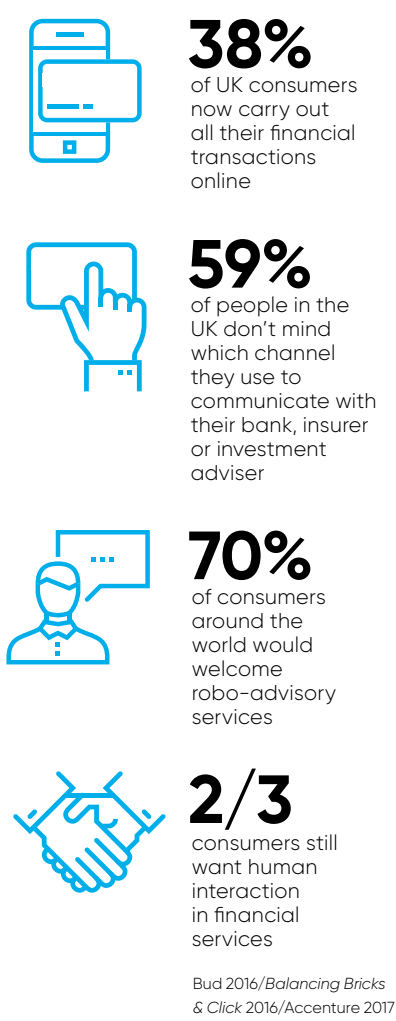 38%
of UK consumers
now carry out
all their financial
transactions
online
59%
of people in the
UK don’t mind
which channel
they use to
communicate with
their bank, insurer
or investment
adviser
70%
of consumers
around the
world would
welcome
robo-advisory
services
2/3
consumers still
want human
interaction
in financial
services
Bud 2016/Balancing Bricks
& Click 2016/Accenture 2017